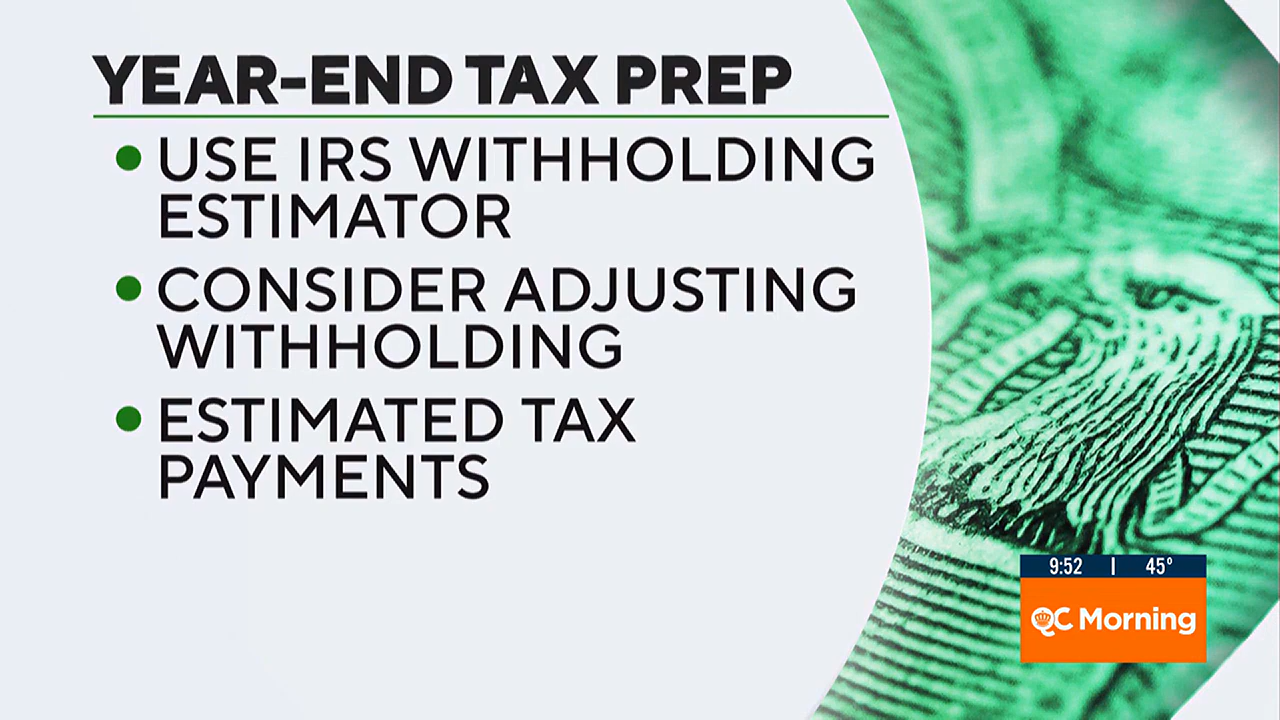 YEAR-END TAX PREP
• USE IRS WITHHOLDING
ESTIMATOR
• CONSIDER ADJUSTING
WITHHOLDING
• ESTIMATED TAX
PAYMENTS
9:52 | 45°
QC Morning